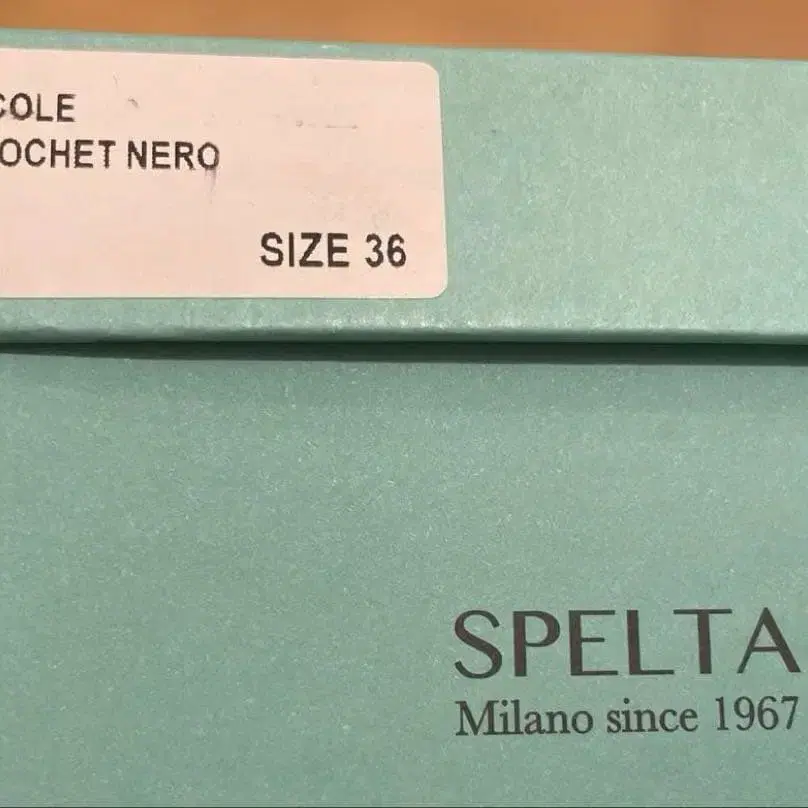 COLE
OCHET NERO
SIZE 36
SPELTA
Milano since 1967